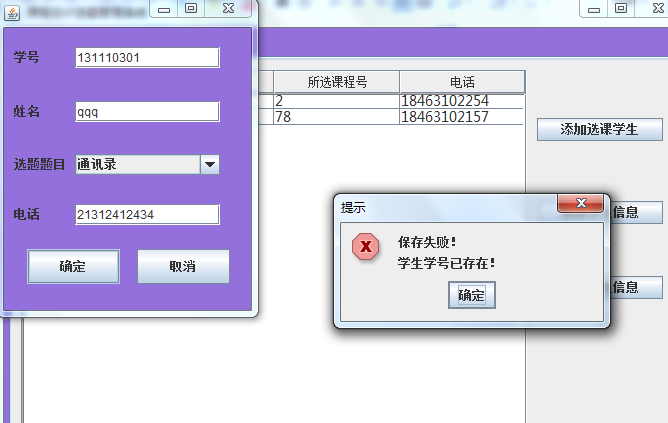 学号
131110301
姓名
qqq
选题题目
通讯录
电话
21312412434
确定
取消
所选课程号
电话
2
18463102254
78
18463102157
添加选课学生
信息
信息
提示
保存失败!
学生学号已存在!
确定